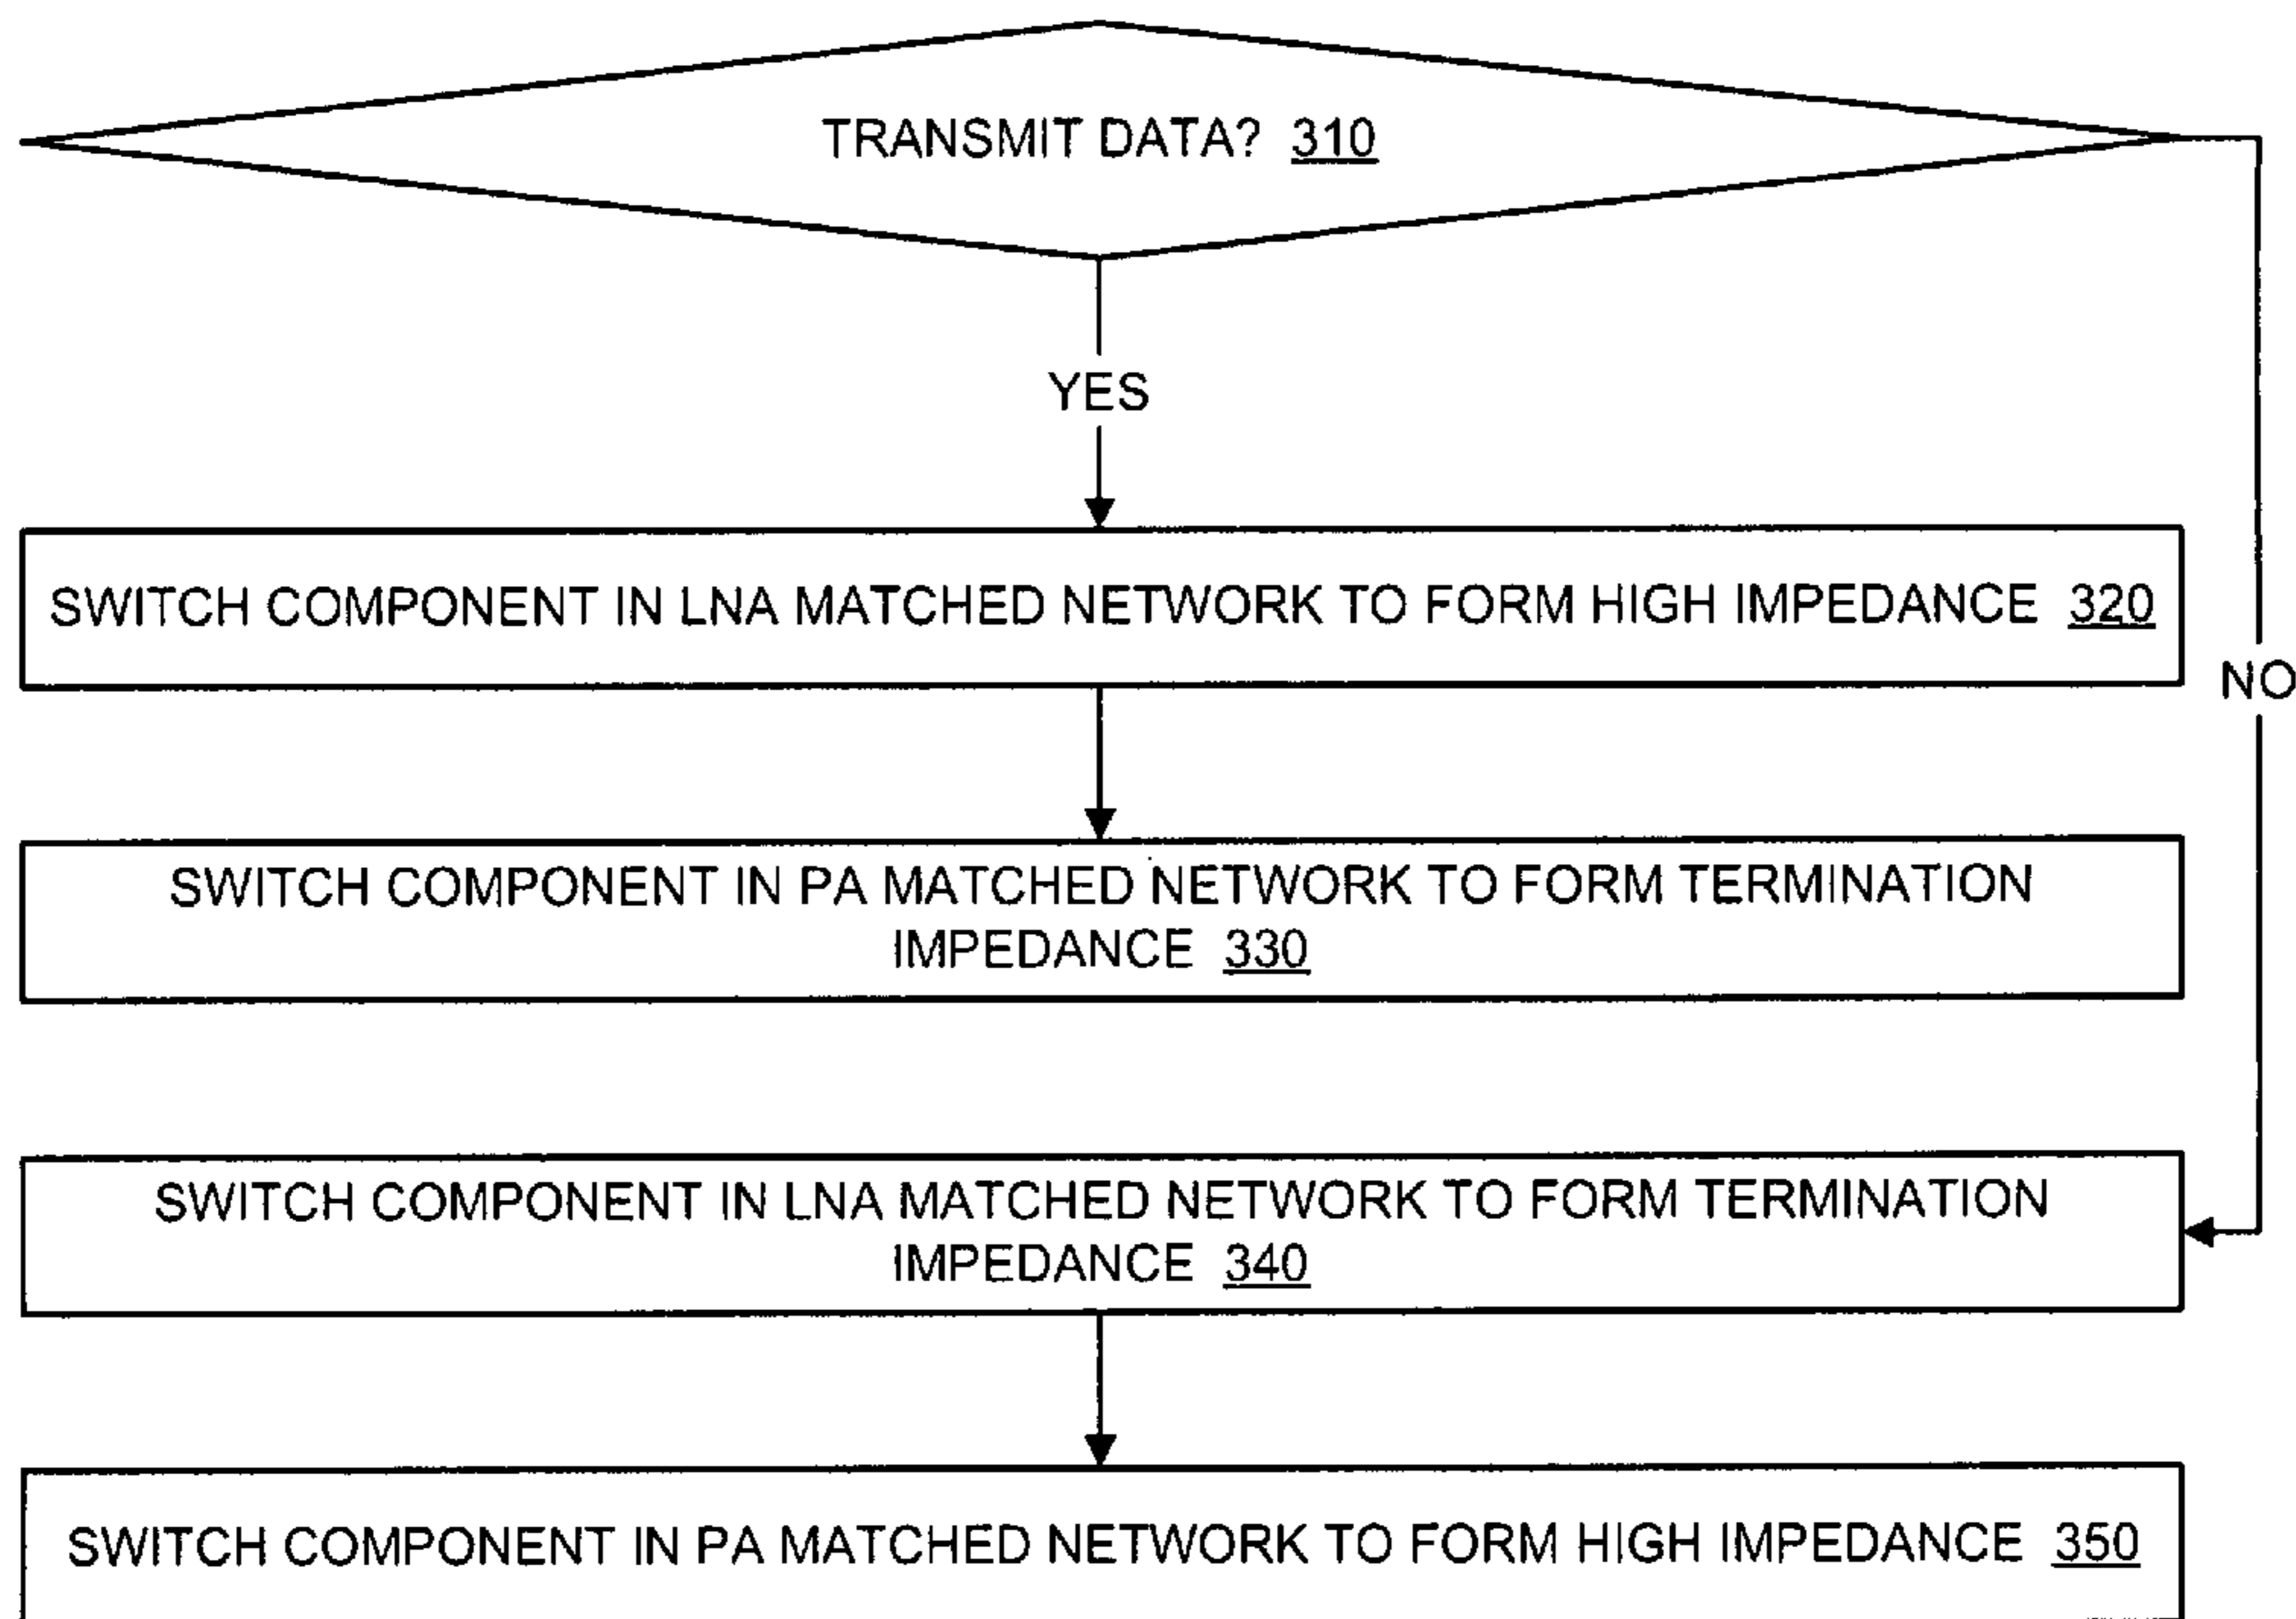 TRANSMIT DATA? 310
YES
SWITCH COMPONENT IN LNA MATCHED NETWORK TO FORM HIGH IMPEDANCE 320
NO
SWITCH COMPONENT IN PA MATCHED NETWORK TO FORM TERMINATION
IMPEDANCE 330
SWITCH COMPONENT IN LNA MATCHED NETWORK TO FORM TERMINATION
IMPEDANCE 340
SWITCH COMPONENT IN PA MATCHED NETWORK TO FORM HIGH IMPEDANCE 350